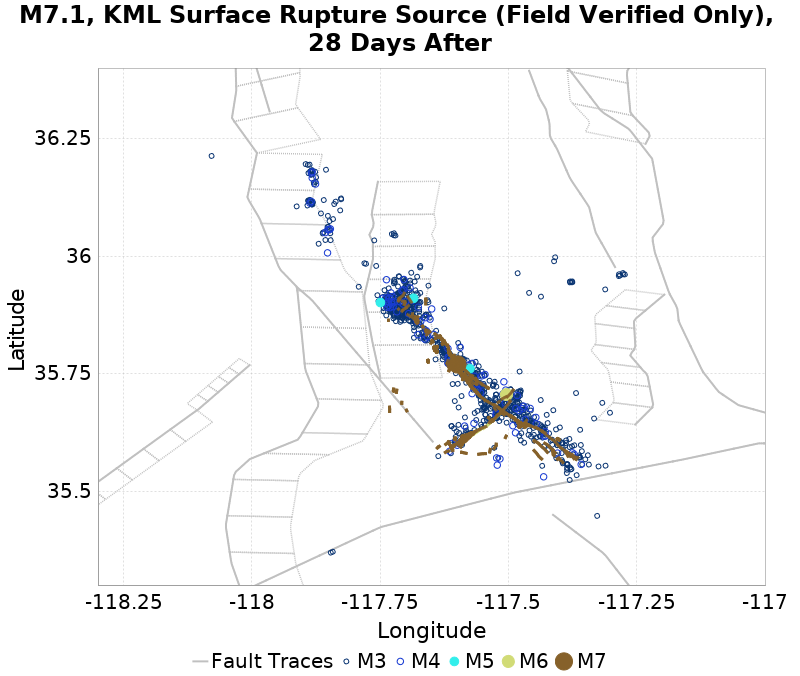 M7.1, KML Surface Rupture Source (Field Verified Only),
28 Days After
36.25
36
35.75
35.5
Latitude
-118.25 -118 -117.75 -117.5 -117.25 -117
Longitude
Fault Traces M3 M4 M5 M6 M7